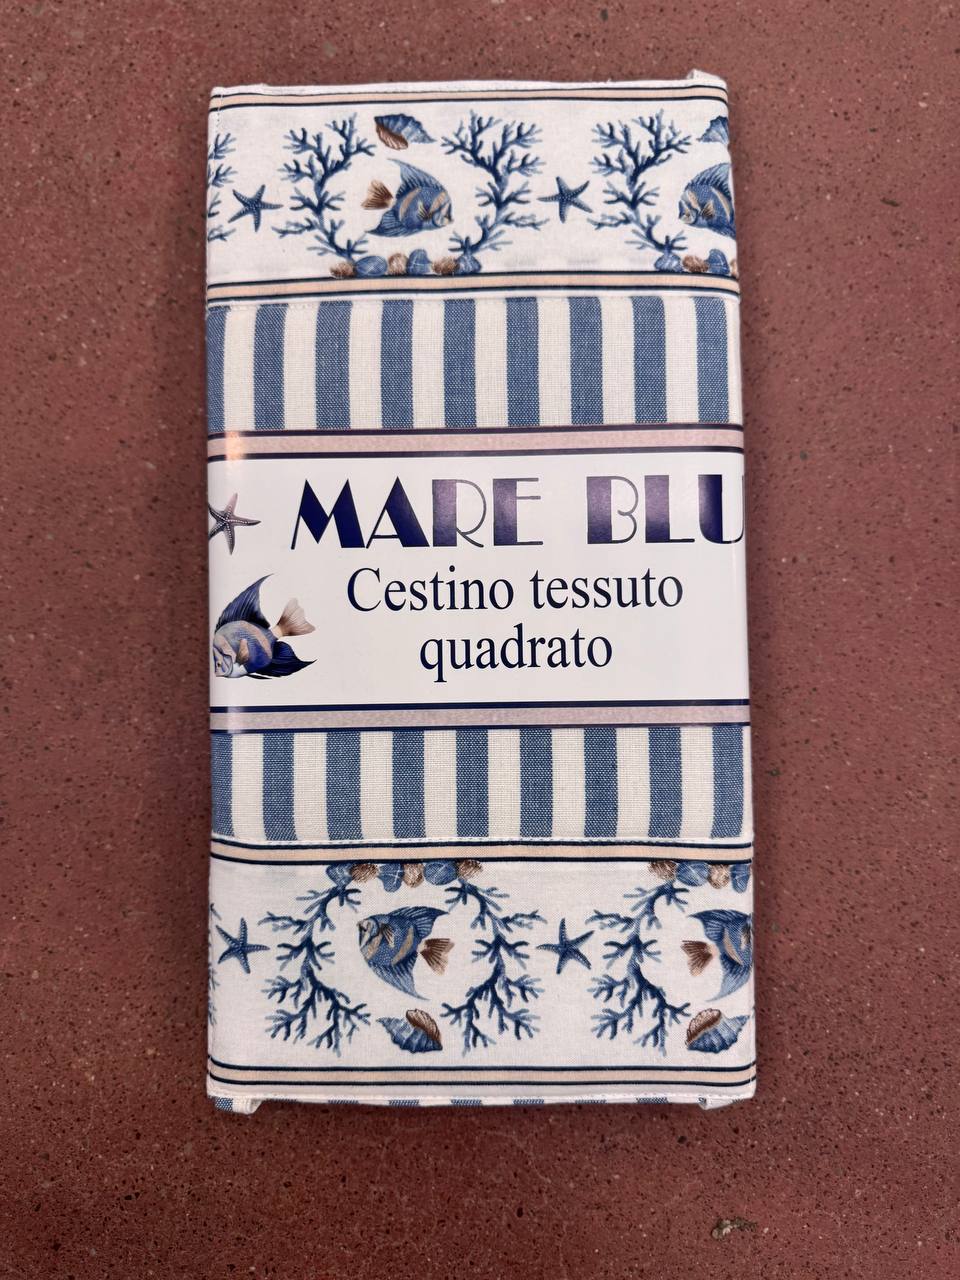 MARE BLU
Cestino tessuto
quadrato